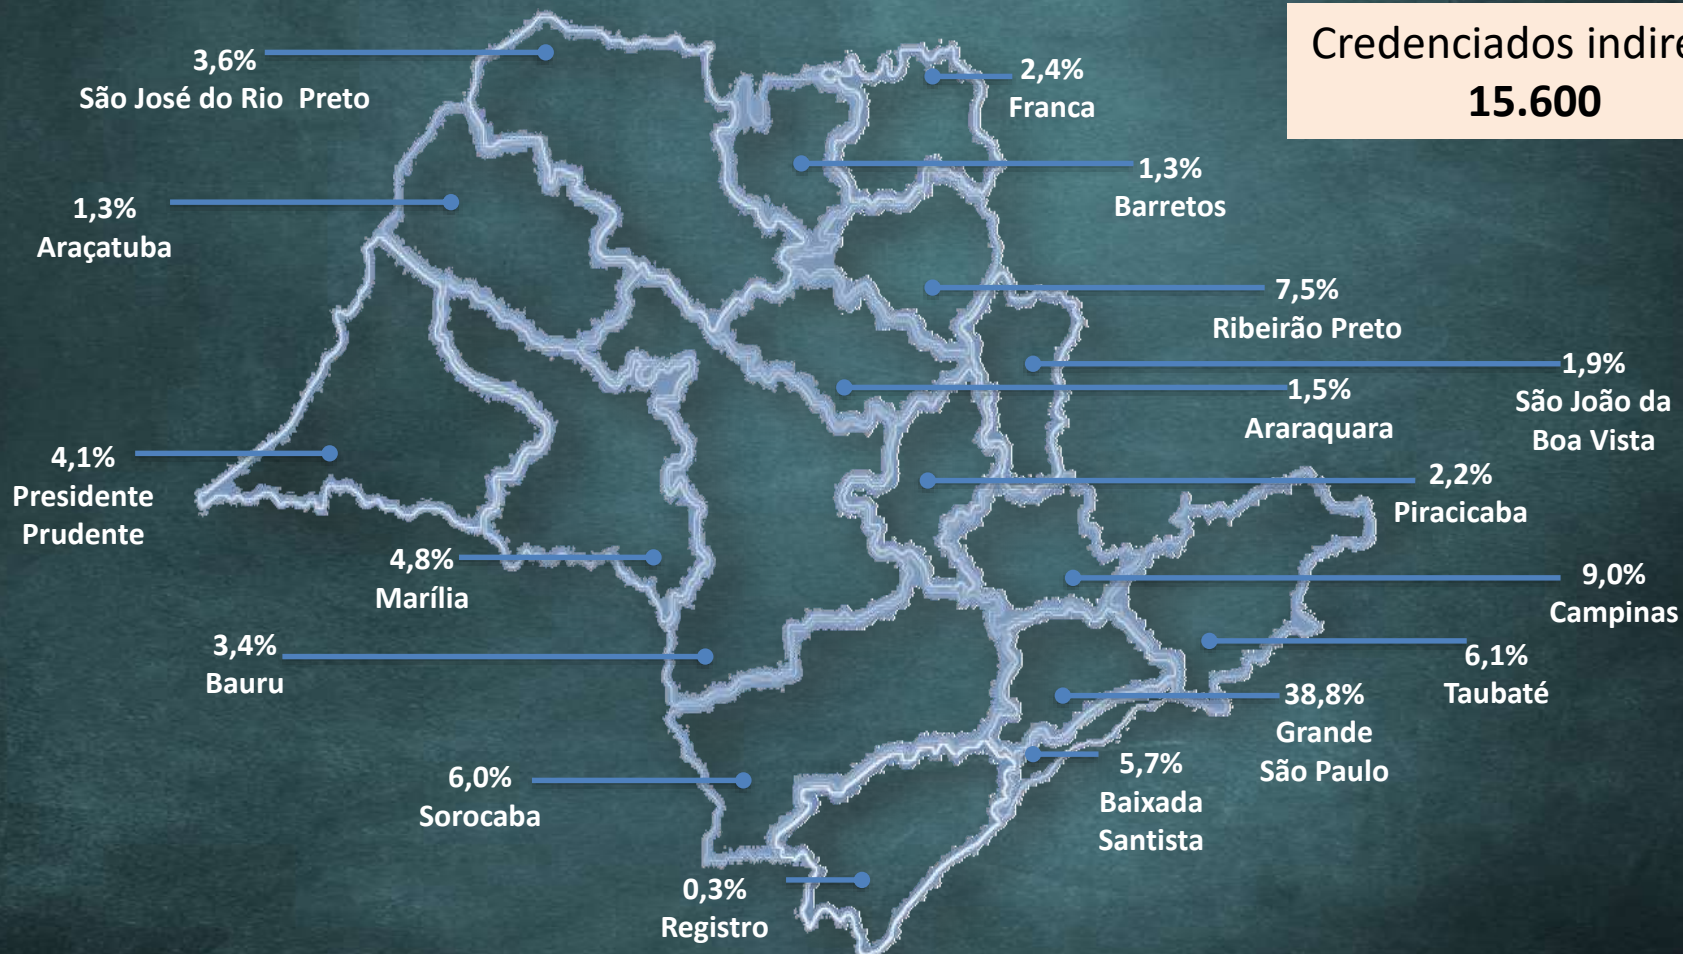 Credenciados
15.600
3,6%
São José do Rio Preto
2,4%
Franca
1,3%
Barretos
1,3%
Araçatuba
7,5%
Ribeirão Preto
1,9%
São João da
Boa Vista
1,5%
Araraquara
4,1%
Presidente
Prudente
2,2%
Piracicaba
4,8%
Marília
9,0%
Campinas
3,4%
Bauru
6,1%
Taubaté
38,8%
Grande
São Paulo
6,0%
Sorocaba
5,7%
Baixada
Santista
0,3%
Registro